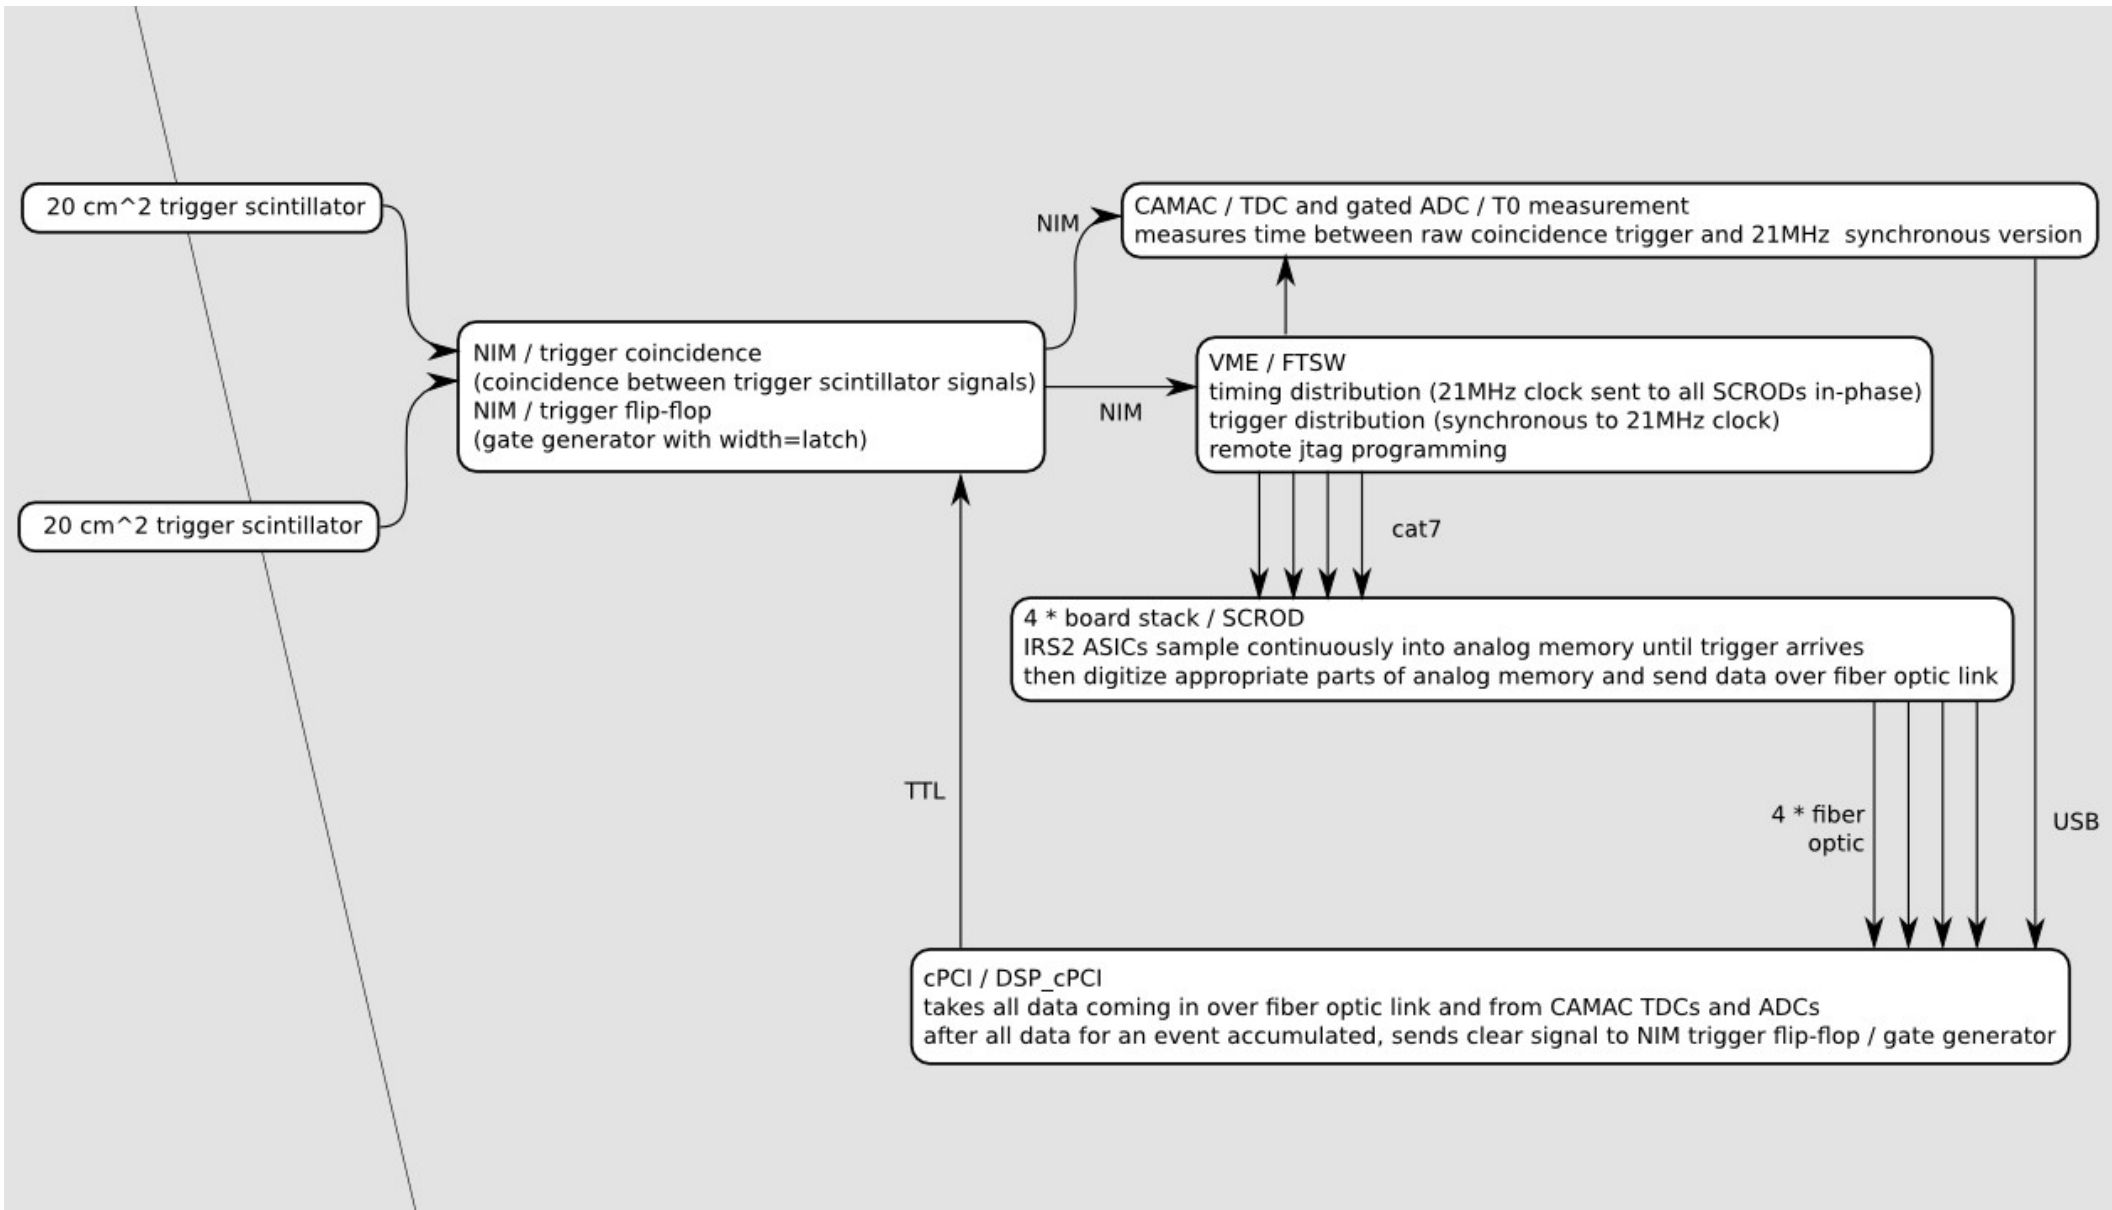 20 cm^2 trigger scintillator
NIM
CAMAC / TDC and gated ADC / T0 measurement
measures time between raw coincidence trigger and 21MHz  synchronous version
NIM / trigger coincidence
(coincidence between trigger scintillator signals)
NIM / trigger flip-flop
(gate generator with width=latch)
NIM
VME / FTSW
timing distribution (21MHz clock sent to all SCRODs in-phase)
trigger distribution (synchronous to 21MHz clock)
remote jtag programming
20 cm^2 trigger scintillator
cat7
4 * board stack / SCROD
IRS2 ASICs sample continuously into analog memory until trigger arrives
then digitize appropriate parts of analog memory and send data over fiber optic link
TTL
4 * fiber
optic
USB
cPCI / DSP_cPCI
takes all data coming in over fiber optic link and from CAMAC TDCs and ADCs
after all data for an event accumulated, sends clear signal to NIM trigger flip-flop / gate generator